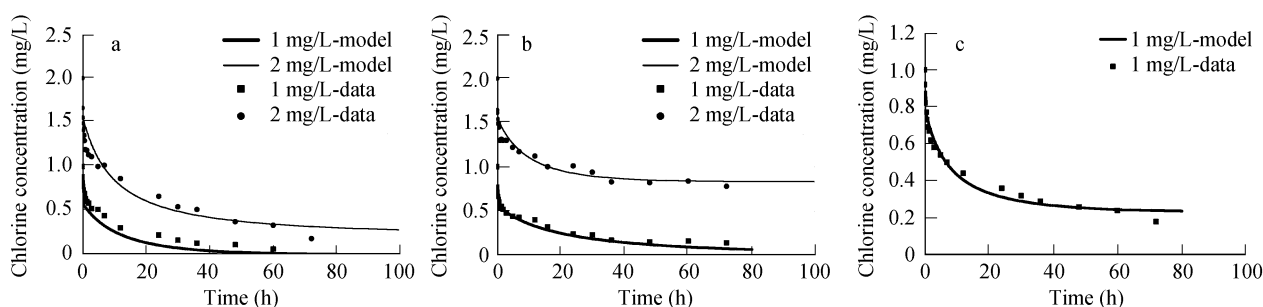 Chlorine concentration (mg/L)
2.5
2.0
1.5
1.0
0.5
0
a
1 mg/L-model
2 mg/L-model
1 mg/L-data
2 mg/L-data
0 20 40 60 80 100
Time (h)
Chlorine concentration (mg/L)
2.5
2.0
1.5
1.0
0.5
0
b
1 mg/L-model
2 mg/L-model
1 mg/L-data
2 mg/L-data
0 20 40 60 80 100
Time (h)
Chlorine concentration (mg/L)
1.2
1.0
0.8
0.6
0.4
0.2
0
c
1 mg/L-model
1 mg/L-data
0 20 40 60 80 100
Time (h)